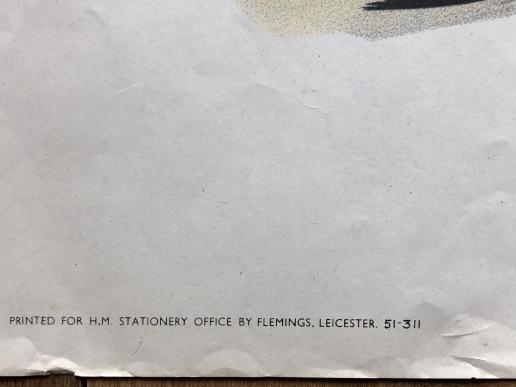 PRINTED FOR H.M. STATIONERY OFFICE BY FLEMINGS, LEICESTER. 51-311